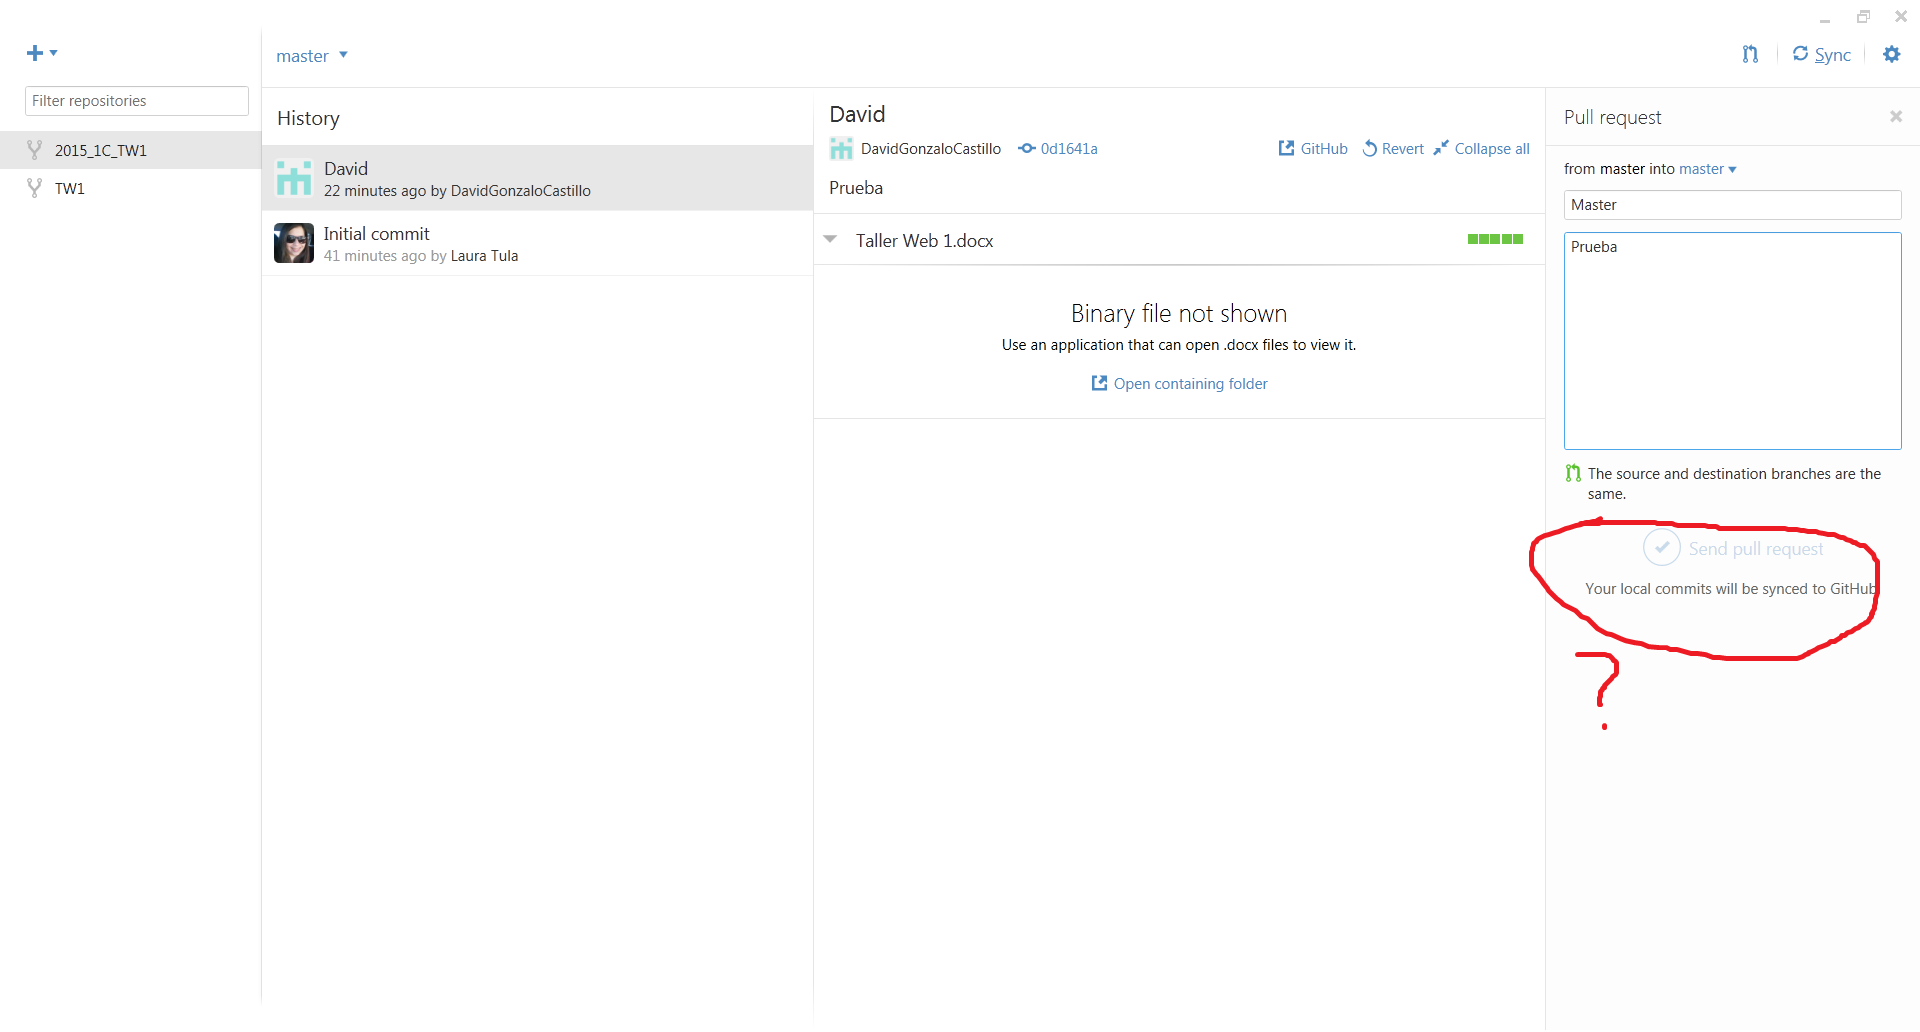 master
Sync
Filter repositories
2015_1C_TW1
TW1
History
David
22 minutes ago by DavidGonzaloCastillo
Initial commit
41 minutes ago by Laura Tula
David
DavidGonzaloCastillo 0d1641a GitHub Revert Collapse all
Prueba
Taller Web 1.docx
Binary file not shown
Use an application that can open .docx files to view it.
Open containing folder
Pull request
from master into master
Master
Prueba
The source and destination branches are the
same.
Send pull request
Your local commits will be synced to GitHub
?